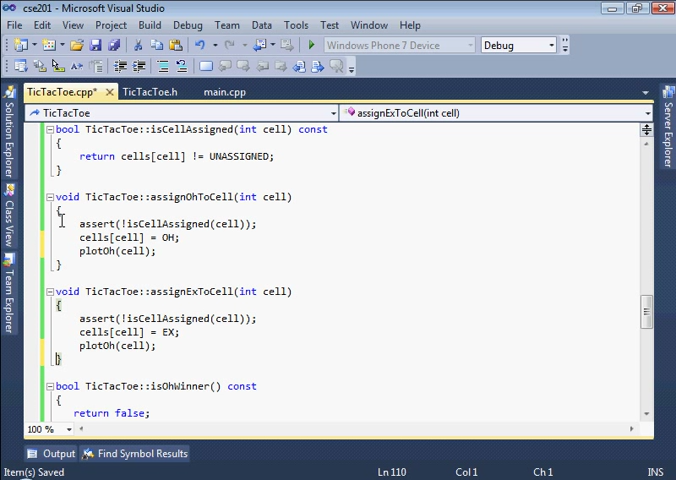 cse201 - Microsoft Visual Studio
File Edit View Project Build Debug Team Data Tools Test Window Help
Windows Phone 7 Device Debug
TicTacToe.cpp* TicTacToe.h main.cpp
TicTacToe assignExToCell(int cell)
bool TicTacToe::isCellAssigned(int cell) const
{
return cells[cell] != UNASSIGNED;
}
void TicTacToe::assignOhToCell(int cell)
{
assert(!isCellAssigned(cell));
cells[cell] = OH;
plotOh(cell);
}
void TicTacToe::assignExToCell(int cell)
{
assert(!isCellAssigned(cell));
cells[cell] = EX;
plotOh(cell);
}
bool TicTacToe::isOhWinner() const
{
return false;
100 %
Output Find Symbol Results
Item(s) Saved Ln 110 Col 1 Ch 1 INS
Solution Explorer
Class View
Team Explorer
Server Explorer